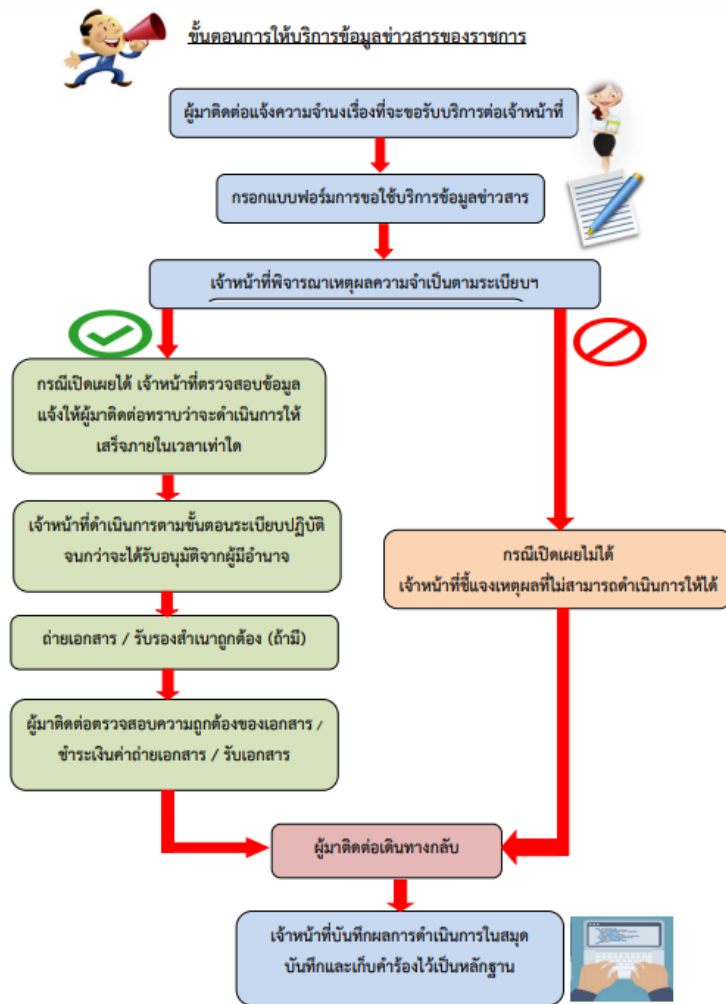 ขั้นตอนการให้บริการข้อมูลข่าวสารของราชการ
ผู้มาติดต่อแจ้งความจำนงเรื่องที่จะขอรับบริการต่อเจ้าหน้าที่
กรอกแบบฟอร์มการขอใช้บริการข้อมูลข่าวสาร
เจ้าหน้าที่พิจารณาเหตุผลความจำเป็นตามระเบียบฯ
กรณีเปิดเผยได้ เจ้าหน้าที่ตรวจสอบข้อมูล
แจ้งให้ผู้มาติดต่อทราบว่าจะดำเนินการให้
เสร็จภายในเวลาเท่าใด
เจ้าหน้าที่ดำเนินการตามขั้นตอนระเบียบปฏิบัติ
จนกว่าจะได้รับอนุมัติจากผู้มีอำนาจ
ถ่ายเอกสาร / รับรองสำเนาถูกต้อง (ถ้ามี)
ผู้มาติดต่อตรวจสอบความถูกต้องของเอกสาร /
ชำระเงินค่าถ่ายเอกสาร / รับเอกสาร
กรณีเปิดเผยไม่ได้
เจ้าหน้าที่ชี้แจงเหตุผลที่ไม่สามารถดำเนินการให้ได้
ผู้มาติดต่อเดินทางกลับ
เจ้าหน้าที่บันทึกผลการดำเนินการในสมุด
บันทึกและเก็บคำร้องไว้เป็นหลักฐาน